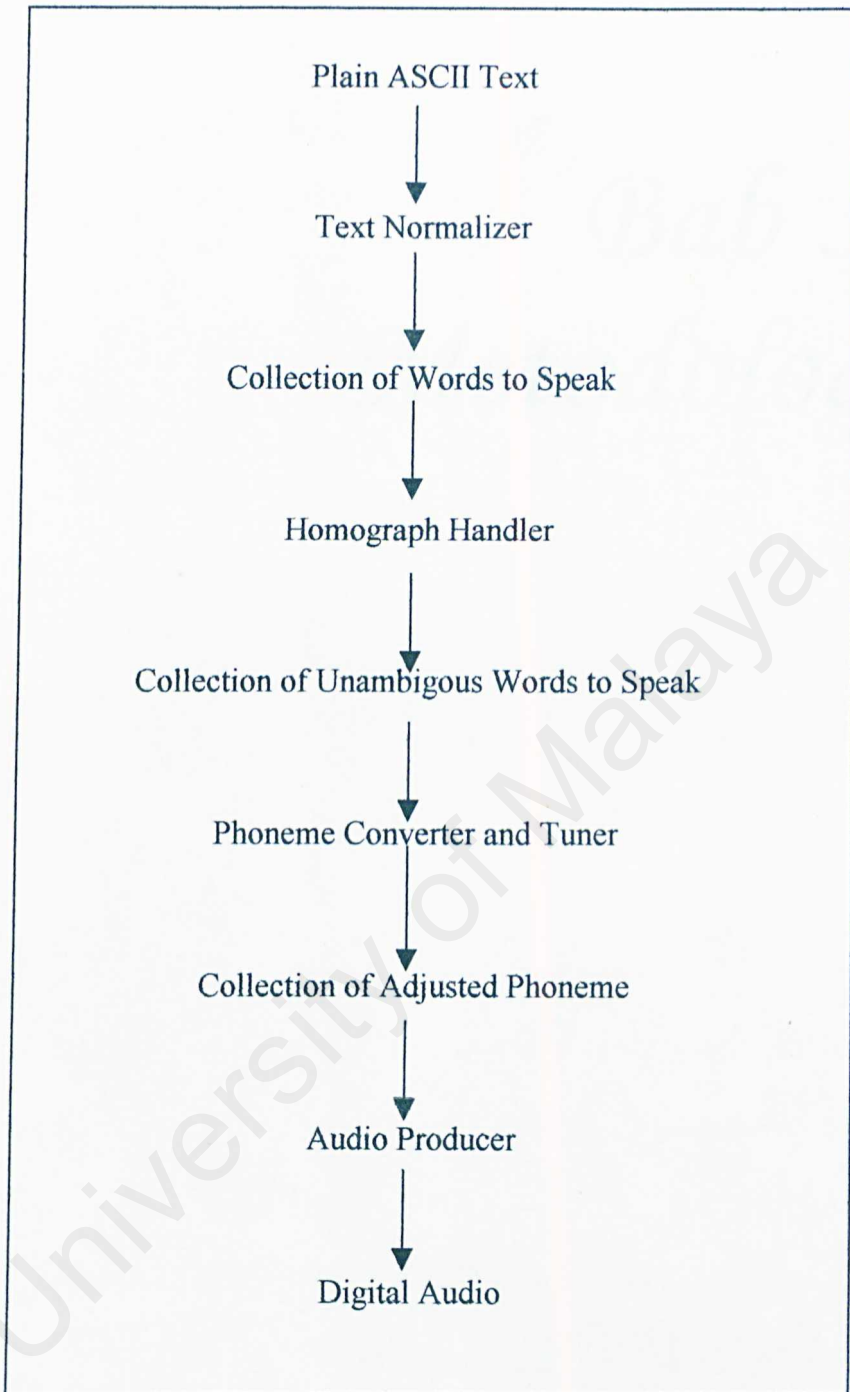 Plain ASCII Text
Text Normalizer
Collection of Words to Speak
Homograph Handler
Collection of Unambigous Words to Speak
Phoneme Converter and Tuner
Collection of Adjusted Phoneme
Audio Producer
Digital Audio
University of Malaya
Bab